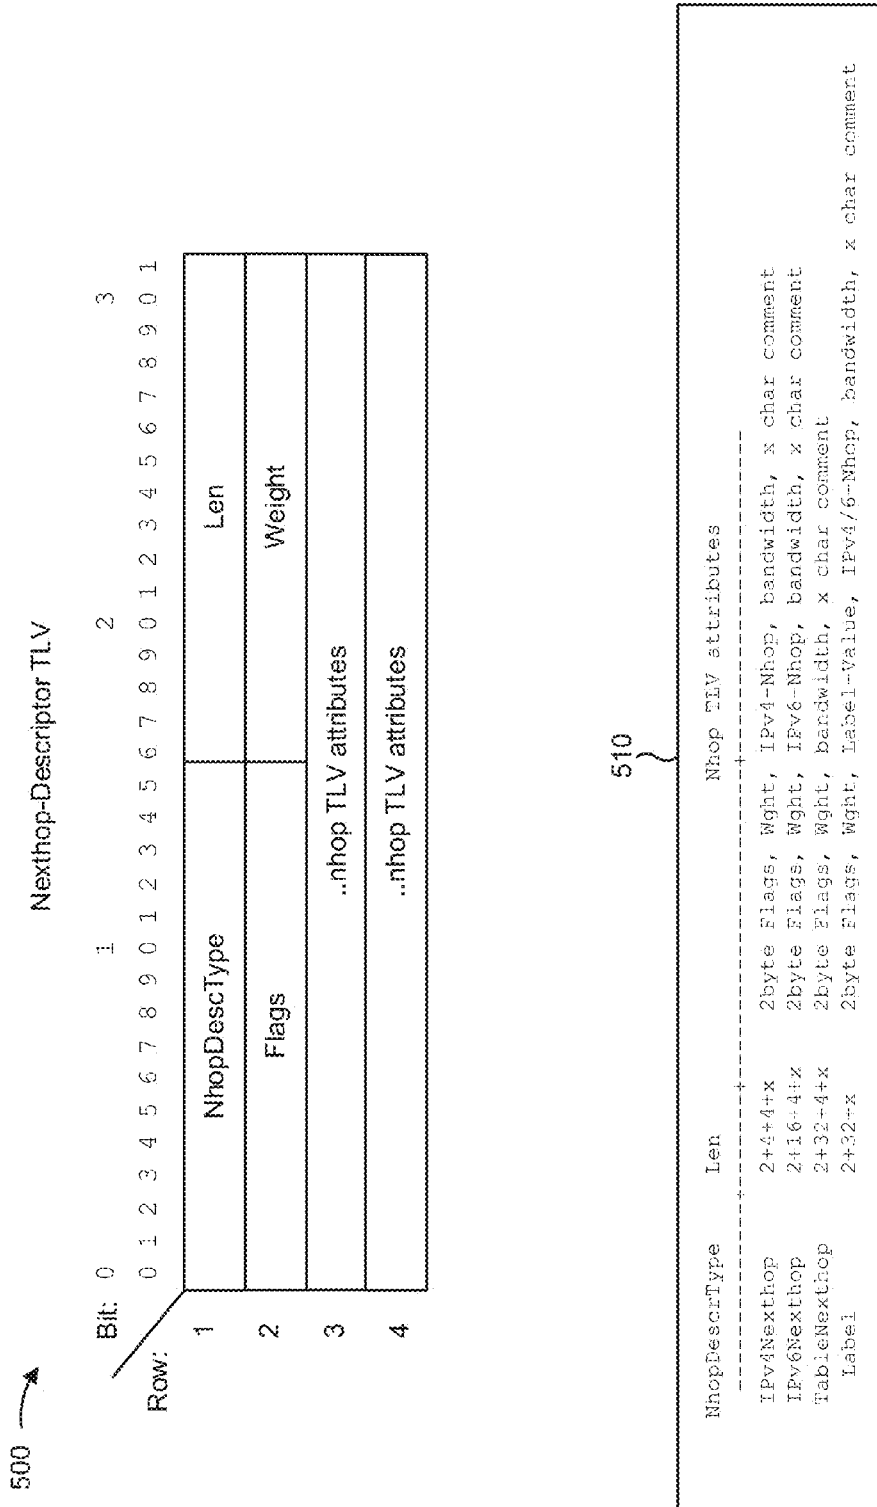 500
Nexthop-Descriptor TLV
Bit: 0 1 2 3
0 1 2 3 4 5 6 7 8 9 0 1 2 3 4 5 6 7 8 9 0 1 2 3 4 5 6 7 8 9 0 1
Row:
1 NhopDescType Len
2 Flags Weight
3 ..nhop TLV attributes
4 ..nhop TLV attributes
510
NhopDescrType Len Nhop TLV attributes
---------------+---------+------------------------+------------------------
IPv4Nexthop 2+4+4+x 2byte Flags, Wght, IPv4-Nhop, bandwidth, x char comment
IPv6Nexthop 2+16+4+x 2byte Flags, Wght, IPv6-Nhop, bandwidth, x char comment
TableNexthop 2+32+4+x 2byte Flags, Wght, bandwidth, x char comment
Label 2+32+x 2byte Flags, Wght, Label-Value, IPv4/6-Nhop, bandwidth, x char comment